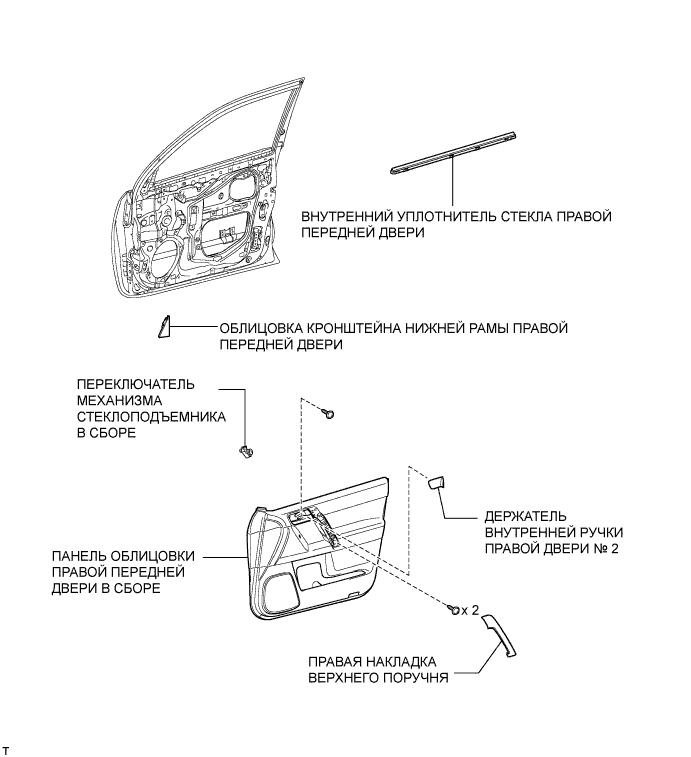 ВНУТРЕННИЙ УПЛОТНИТЕЛЬ СТЕКЛА ПРАВОЙ
ПЕРЕДНЕЙ ДВЕРИ
ОБЛИЦОВКА КРОНШТЕЙНА НИЖНЕЙ РАМЫ ПРАВОЙ
ПЕРЕДНЕЙ ДВЕРИ
ПЕРЕКЛЮЧАТЕЛЬ
МЕХАНИЗМА
СТЕКЛОПОДЪЕМНИКА
В СБОРЕ
ДЕРЖАТЕЛЬ
ВНУТРЕННЕЙ РУЧКИ
ПРАВОЙ ДВЕРИ № 2
ПАНЕЛЬ ОБЛИЦОВКИ
ПРАВОЙ ПЕРЕДНЕЙ
ДВЕРИ В СБОРЕ
x 2
ПРАВАЯ НАКЛАДКА
ВЕРХНЕГО ПОРУЧНЯ
T